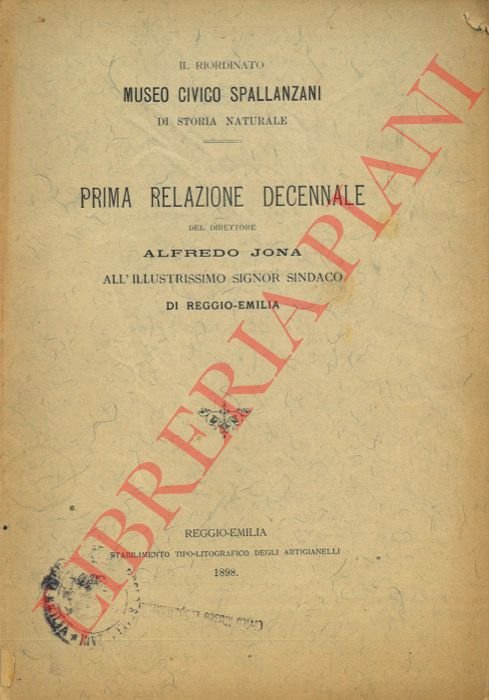 IL RIORDINATO
MUSEO CIVICO SPALLANZANI
DI STORIA NATURALE
PRIMA RELAZIONE DECENNALE
DEL DIRETTORE
ALFREDO JONA
ALL'ILLUSTRISSIMO SIGNOR SINDACO
DI REGGIO-EMILIA
REGGIO-EMILIA
STABILIMENTO TIPO-LITOGRAFICO DEGLI ARTIGIANELLI
1898.
LIBRERIA PIANI